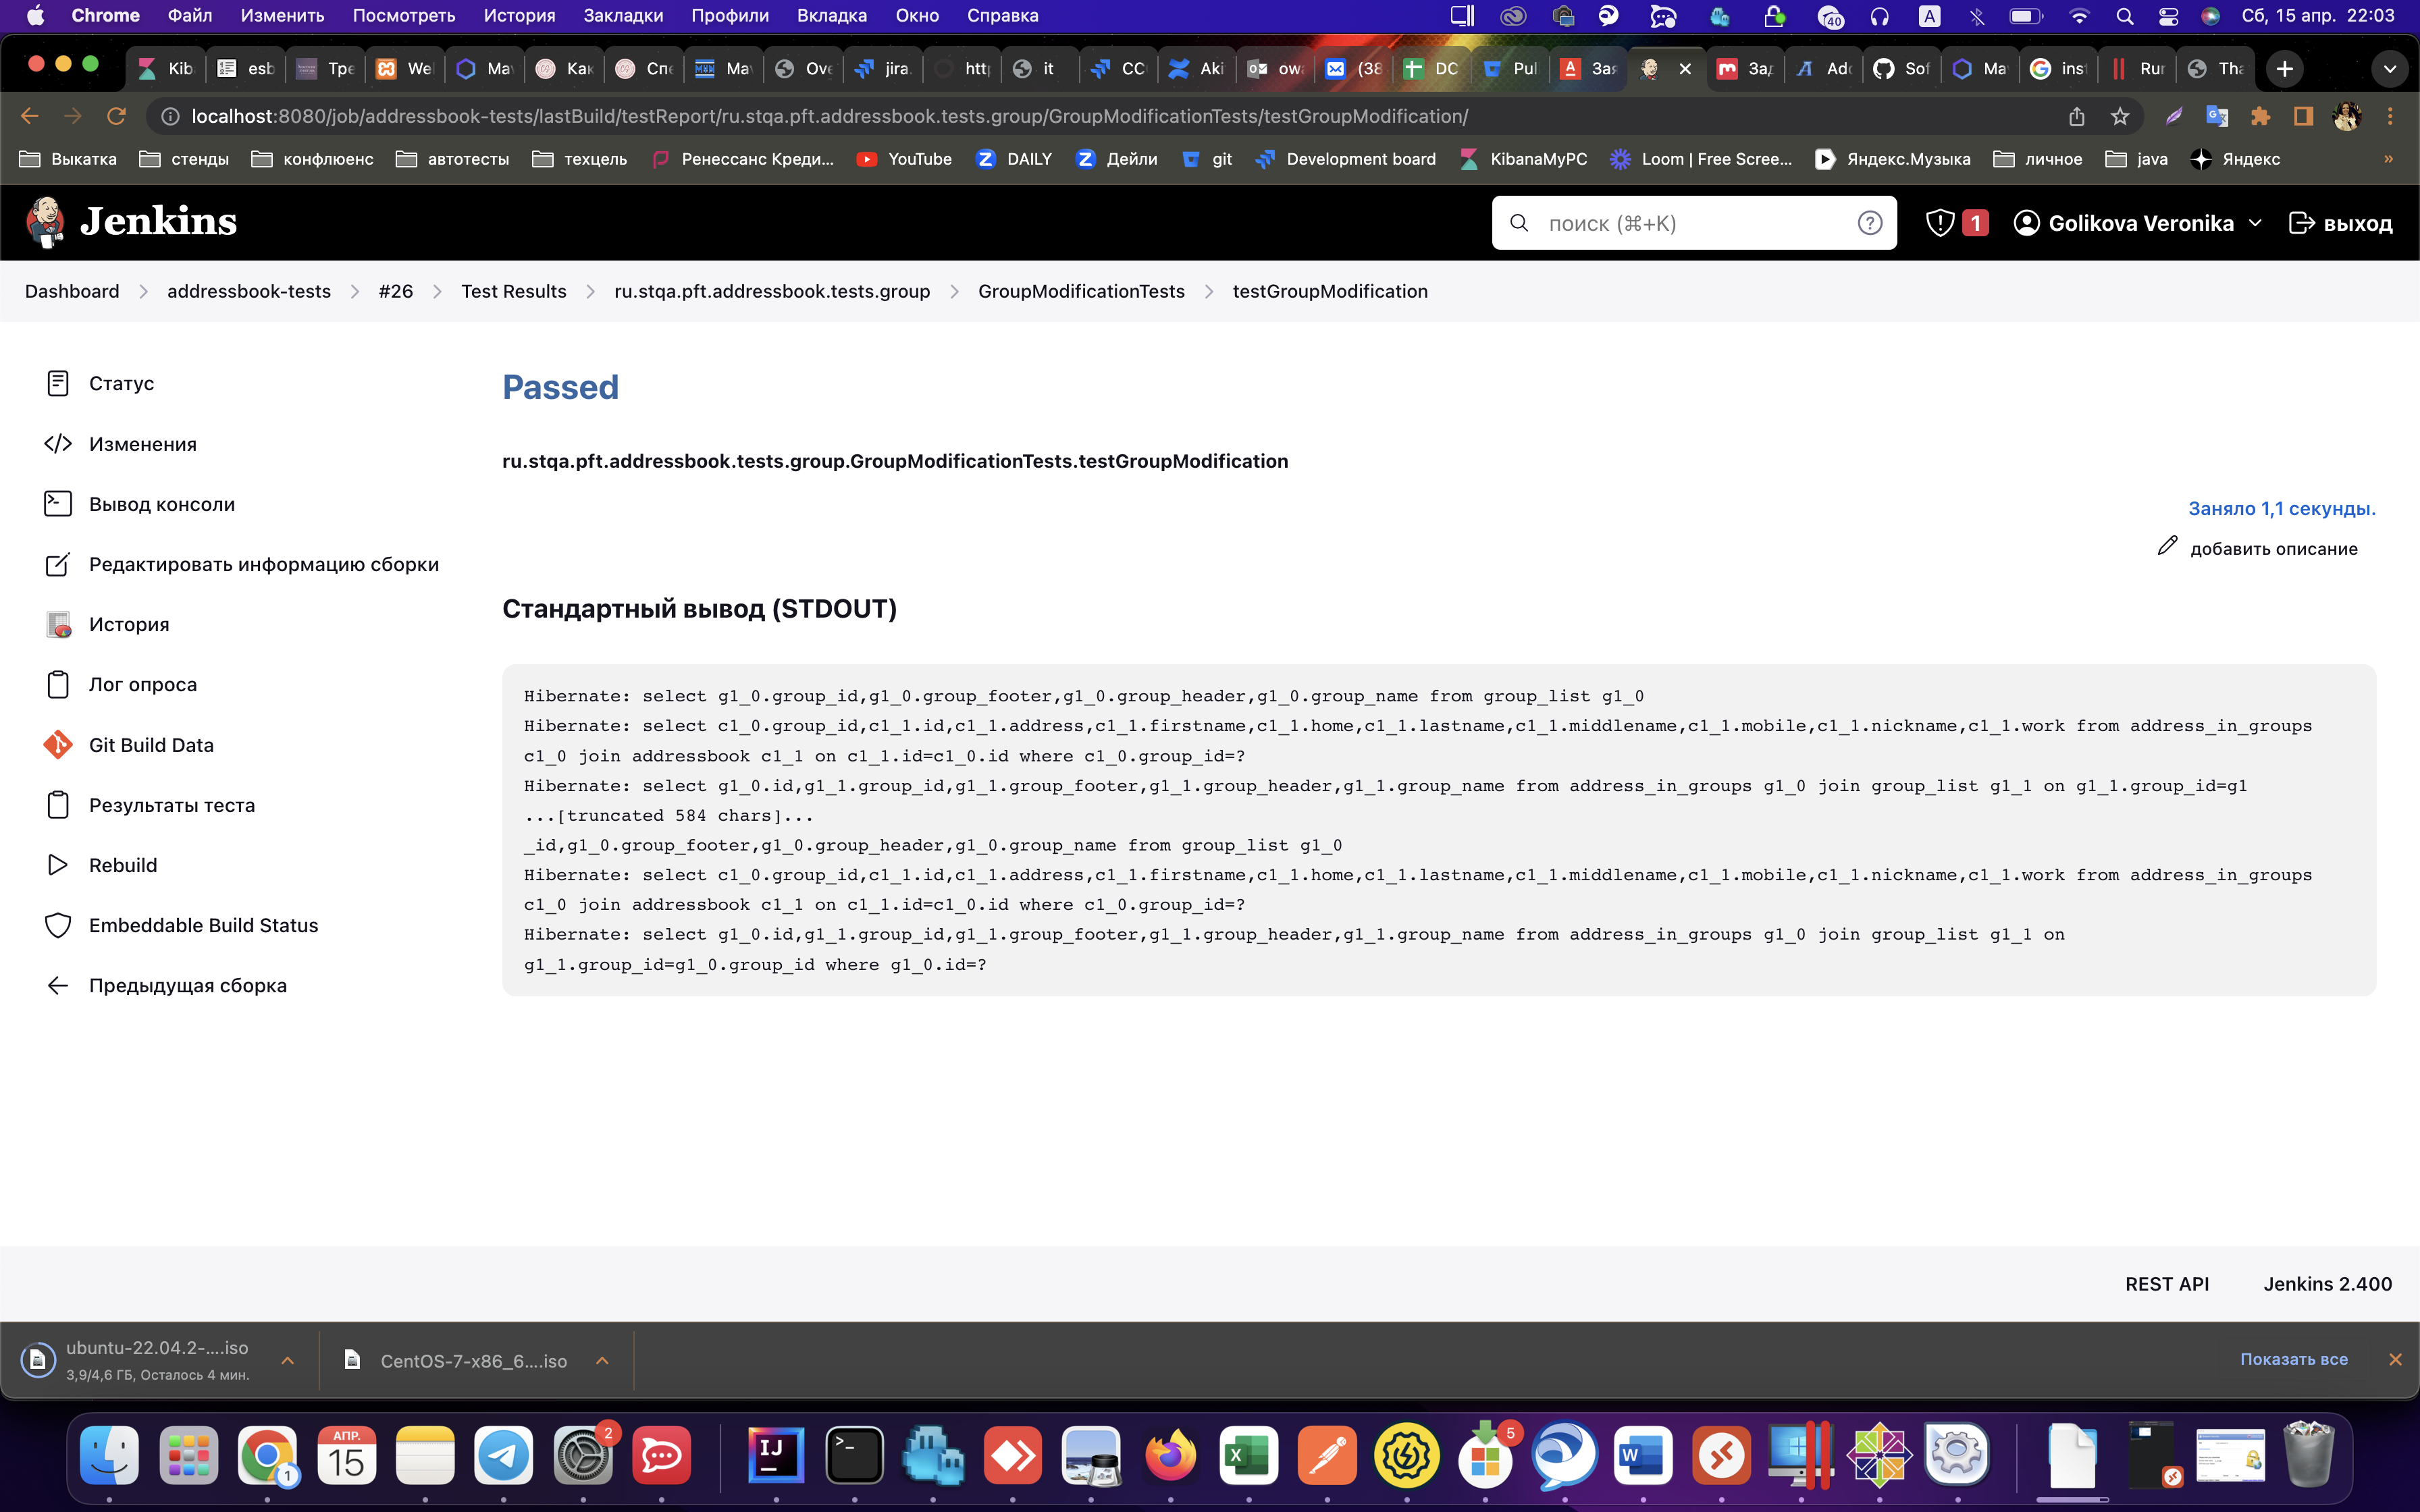 Chrome Файл Изменить Посмотреть История Закладки Профили Вкладка Окно Справка 40 A Сб, 15 апр. 22:03
Kib esb Тре We Ma Как Спе Ma Ove jira. http it CC Aki ow (38 DC Pul Зая Зад Ad Sof Ma inst Rur Tha
localhost:8080/job/addressbook-tests/lastBuild/testReport/ru.stqa.pft.addressbook.tests.group/GroupModificationTests/testGroupModification/
Выкатка стенды конфлюенс автотесты техцель Ренессанс Креди... YouTube DAILY Дейли git Development board KibanaMyPC Loom | Free Scree... Яндекс.Музыка личное java Яндекс »
Jenkins поиск (⌘+K) 1 Golikova Veronika выход
Dashboard addressbook-tests #26 Test Results ru.stqa.pft.addressbook.tests.group GroupModificationTests testGroupModification
Статус
Изменения
Вывод консоли
Редактировать информацию сборки
История
Лог опроса
Git Build Data
Результаты теста
Rebuild
Embeddable Build Status
Предыдущая сборка
Passed
ru.stqa.pft.addressbook.tests.group.GroupModificationTests.testGroupModification
Заняло 1,1 секунды.
добавить описание
Стандартный вывод (STDOUT)
Hibernate: select g1_0.group_id,g1_0.group_footer,g1_0.group_header,g1_0.group_name from group_list g1_0
Hibernate: select c1_0.group_id,c1_1.id,c1_1.address,c1_1.firstname,c1_1.home,c1_1.lastname,c1_1.middlename,c1_1.mobile,c1_1.nickname,c1_1.work from address_in_groups
c1_0 join addressbook c1_1 on c1_1.id=c1_0.id where c1_0.group_id=?
Hibernate: select g1_0.id,g1_1.group_id,g1_1.group_footer,g1_1.group_header,g1_1.group_name from address_in_groups g1_0 join group_list g1_1 on g1_1.group_id=g1
...[truncated 584 chars]...
_id,g1_0.group_footer,g1_0.group_header,g1_0.group_name from group_list g1_0
Hibernate: select c1_0.group_id,c1_1.id,c1_1.address,c1_1.firstname,c1_1.home,c1_1.lastname,c1_1.middlename,c1_1.mobile,c1_1.nickname,c1_1.work from address_in_groups
c1_0 join addressbook c1_1 on c1_1.id=c1_0.id where c1_0.group_id=?
Hibernate: select g1_0.id,g1_1.group_id,g1_1.group_footer,g1_1.group_header,g1_1.group_name from address_in_groups g1_0 join group_list g1_1 on
g1_1.group_id=g1_0.group_id where g1_0.id=?
REST API Jenkins 2.400
ubuntu-22.04.2-....iso
3,9/4,6 ГБ, Осталось 4 мин.
CentOS-7-x86_6....iso
Показать все
1 АПР. 15 2 IJ 5 X W